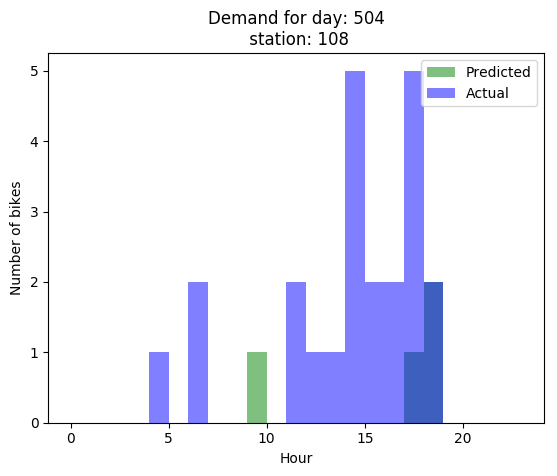 Demand for day: 504
station: 108
Predicted
Actual
Number of bikes
5
4
3
2
1
0
0
5
10
15
20
Hour